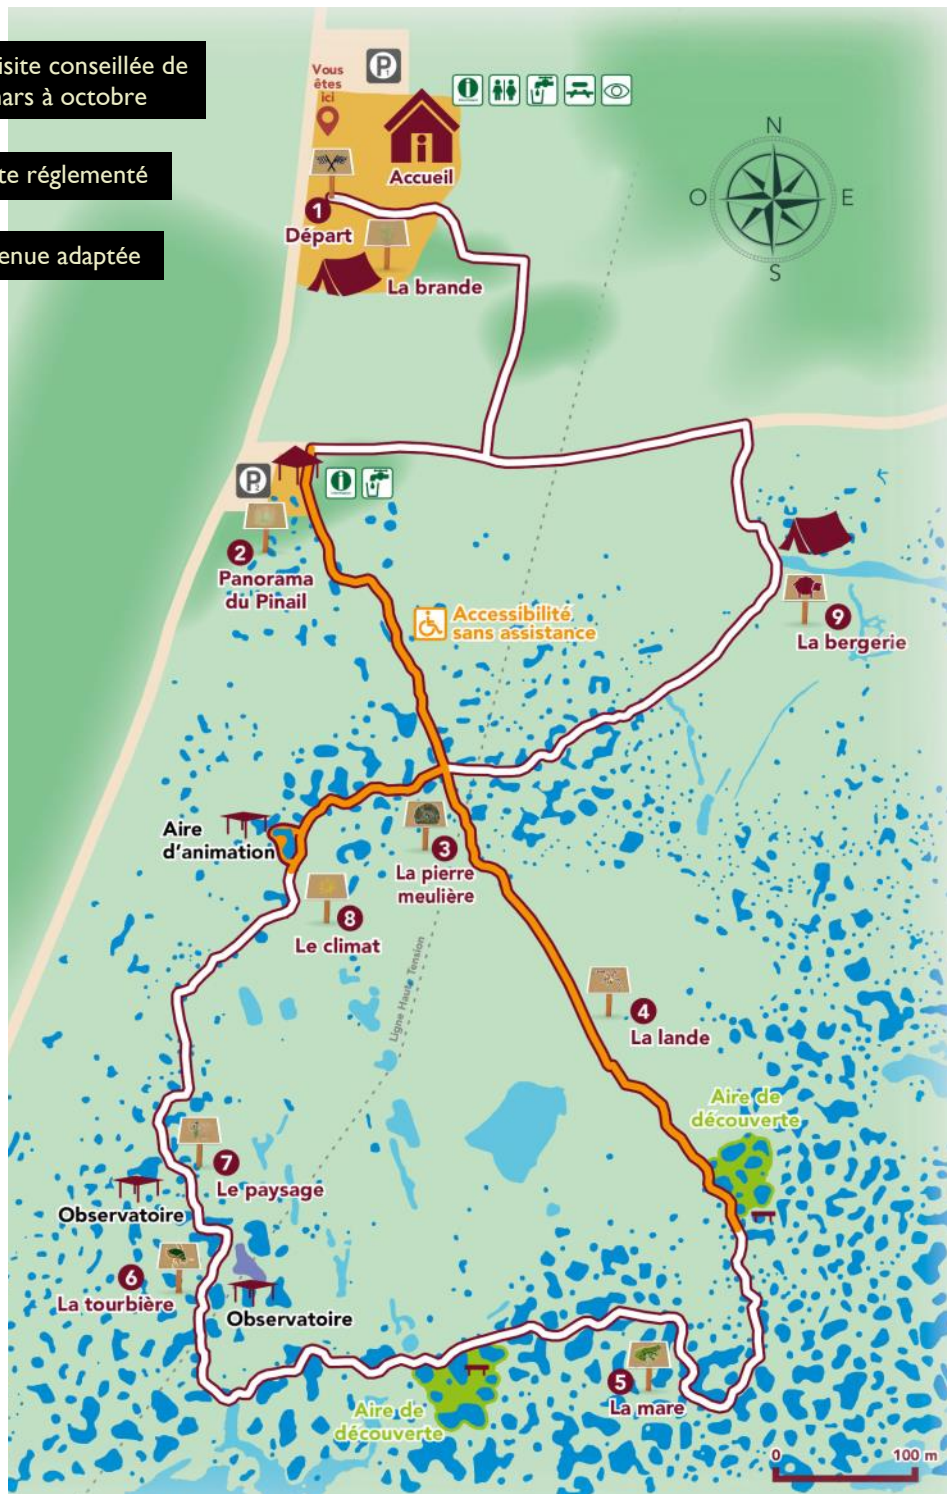 isite conseillée de
nars à octobre
te réglementé
enue adaptée
Vous
êtes
ici
P1
Accueil
1
Départ
La brande
N
O
E
S
P2
2
Panorama
du Pinail
Accessibilité
sans assistance
9
La bergerie
Aire
d'animation
3
La pierre
meulière
8
Le climat
Ligne Haute Tension
4
La lande
Aire de
découverte
7
Le paysage
Observatoire
6
La tourbière
Observatoire
5
La mare
Aire de
découverte
0
100 m